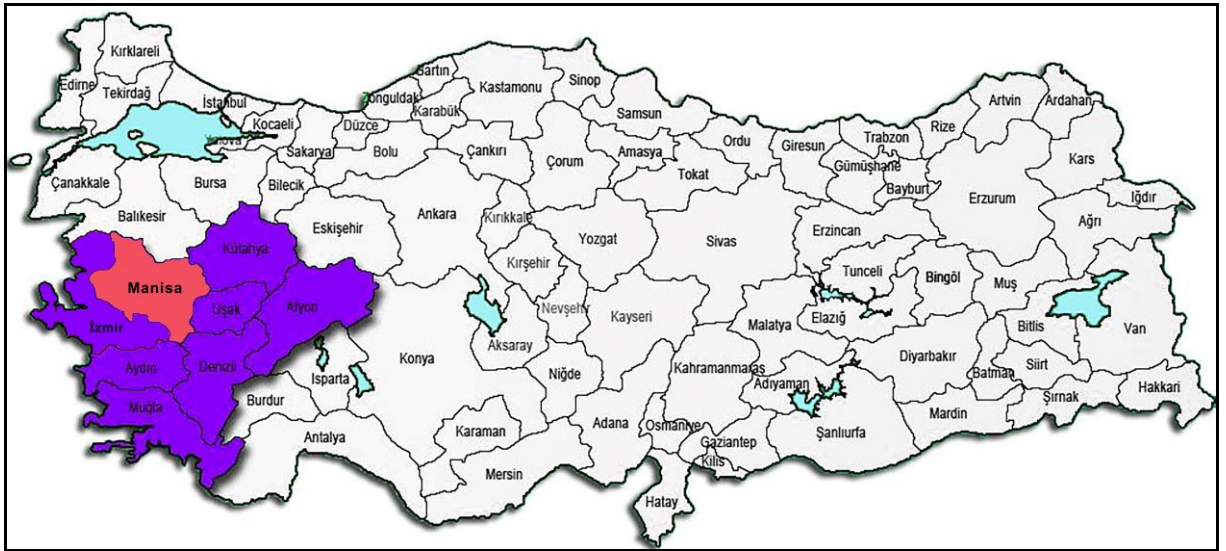 Kırklareli
Edirne
Tekirdağ
İstanbul
Kocaeli
Yalova
Sakarya
Düzce
Zonguldak
Bartın
Karabük
Kastamonu
Sinop
Samsun
Bolu
Çankırı
Çorum
Amasya
Tokat
Ordu
Giresun
Trabzon
Gümüşhane
Bayburt
Rize
Artvin
Ardahan
Kars
Iğdır
Ağrı
Erzurum
Erzincan
Çanakkale
Balıkesir
Bursa
Bilecik
Eskişehir
Ankara
Kırıkkale
Yozgat
Sivas
Kırşehir
Nevşehir
Kayseri
Tunceli
Bingöl
Muş
Elazığ
Malatya
Bitlis
Van
Kütahya
Manisa
Uşak
Afyon
İzmir
Aydın
Denizli
Muğla
Isparta
Burdur
Antalya
Konya
Aksaray
Niğde
Karaman
Mersin
Adana
Osmaniye
Kahramanmaraş
Adıyaman
Gaziantep
Kilis
Hatay
Şanlıurfa
Diyarbakır
Mardin
Batman
Siirt
Şırnak
Hakkari